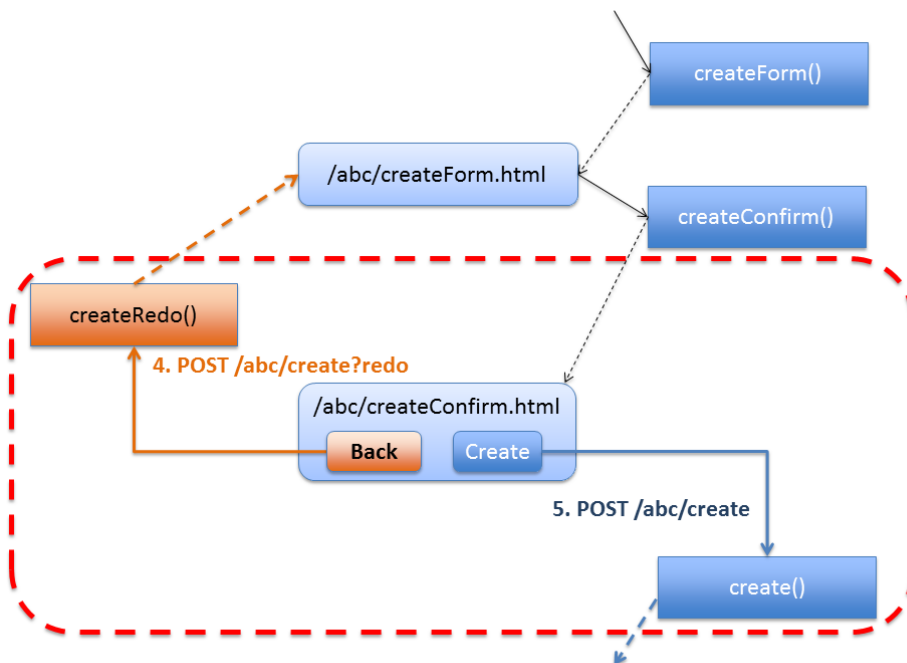 createForm()
/abc/createForm.html
createConfirm()
createRedo()
4. POST /abc/create?redo
/abc/createConfirm.html
Back
Create
5. POST /abc/create
create()